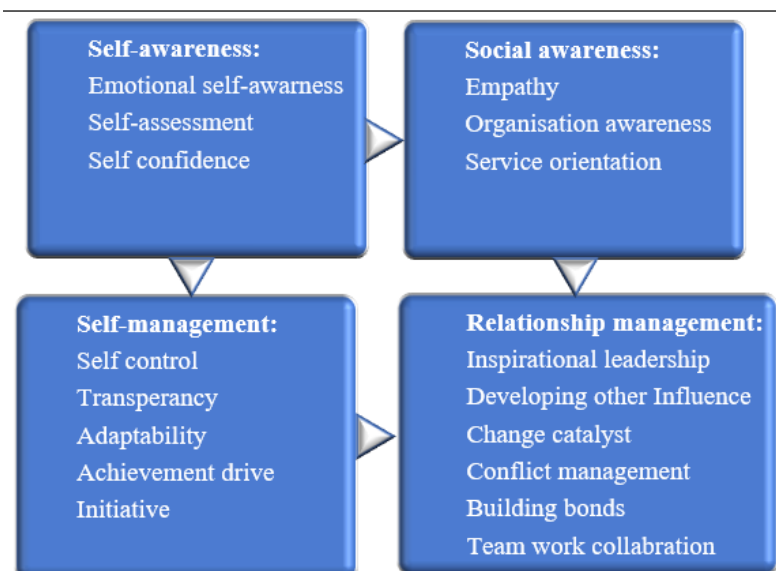 Self-awareness:
Emotional self-awarness
Self-assessment
Self confidence
Social awareness:
Empathy
Organisation awareness
Service orientation
Self-management:
Self control
Transperancy
Adaptability
Achievement drive
Initiative
Relationship management:
Inspirational leadership
Developing other Influence
Change catalyst
Conflict management
Building bonds
Team work collabration